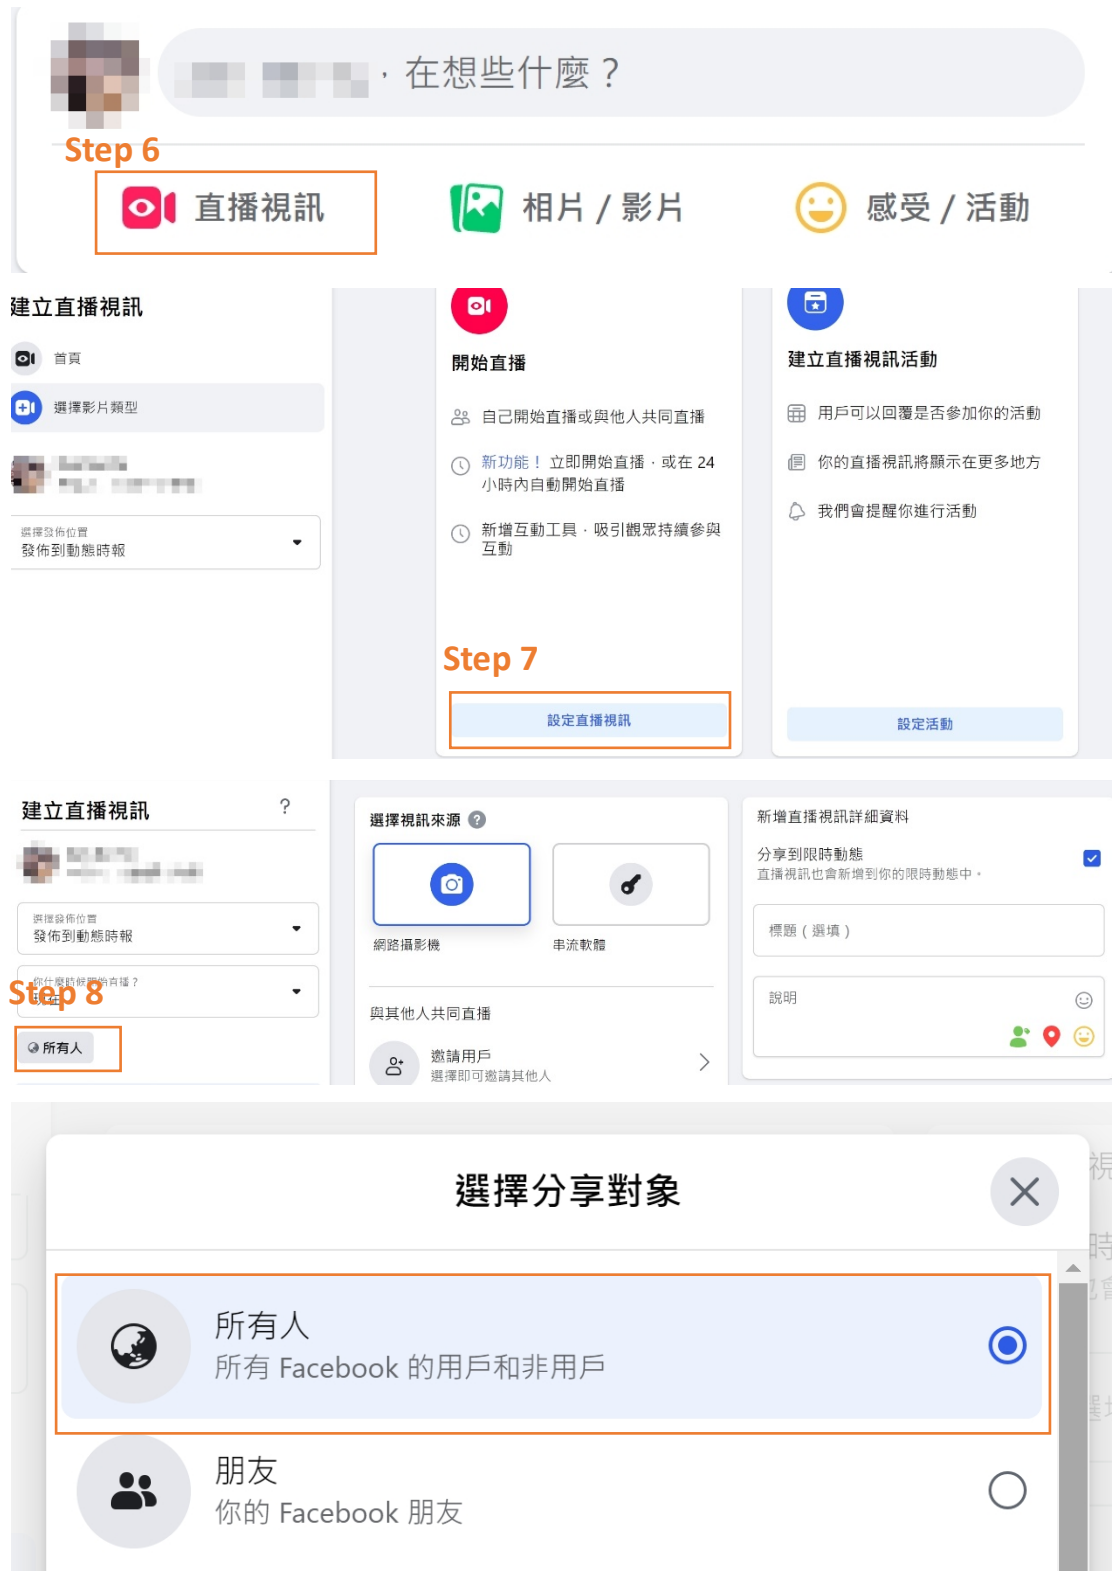 ，在想些什麼？
Step 6
直播視訊
相片 / 影片
感受 / 活動
建立直播視訊
首頁
選擇影片類型
選擇發佈位置
發佈到動態時報
開始直播
自己開始直播或與他人共同直播
新功能！ 立即開始直播，或在 24
小時內自動開始直播
新增互動工具，吸引觀眾持續參與
互動
Step 7
設定直播視訊
建立直播視訊活動
用戶可以回覆是否參加你的活動
你的直播視訊將顯示在更多地方
我們會提醒你進行活動
設定活動
建立直播視訊
?
選擇發佈位置
發佈到動態時報
你什麼時候開始直播？
現在
Step 8
所有人
選擇視訊來源 ?
網路攝影機
串流軟體
與其他人共同直播
邀請用戶
選擇即可邀請其他人
新增直播視訊詳細資料
分享到限時動態
直播視訊也會新增到你的限時動態中。
標題（選填）
說明
選擇分享對象
所有人
所有 Facebook 的用戶和非用戶
朋友
你的 Facebook 朋友